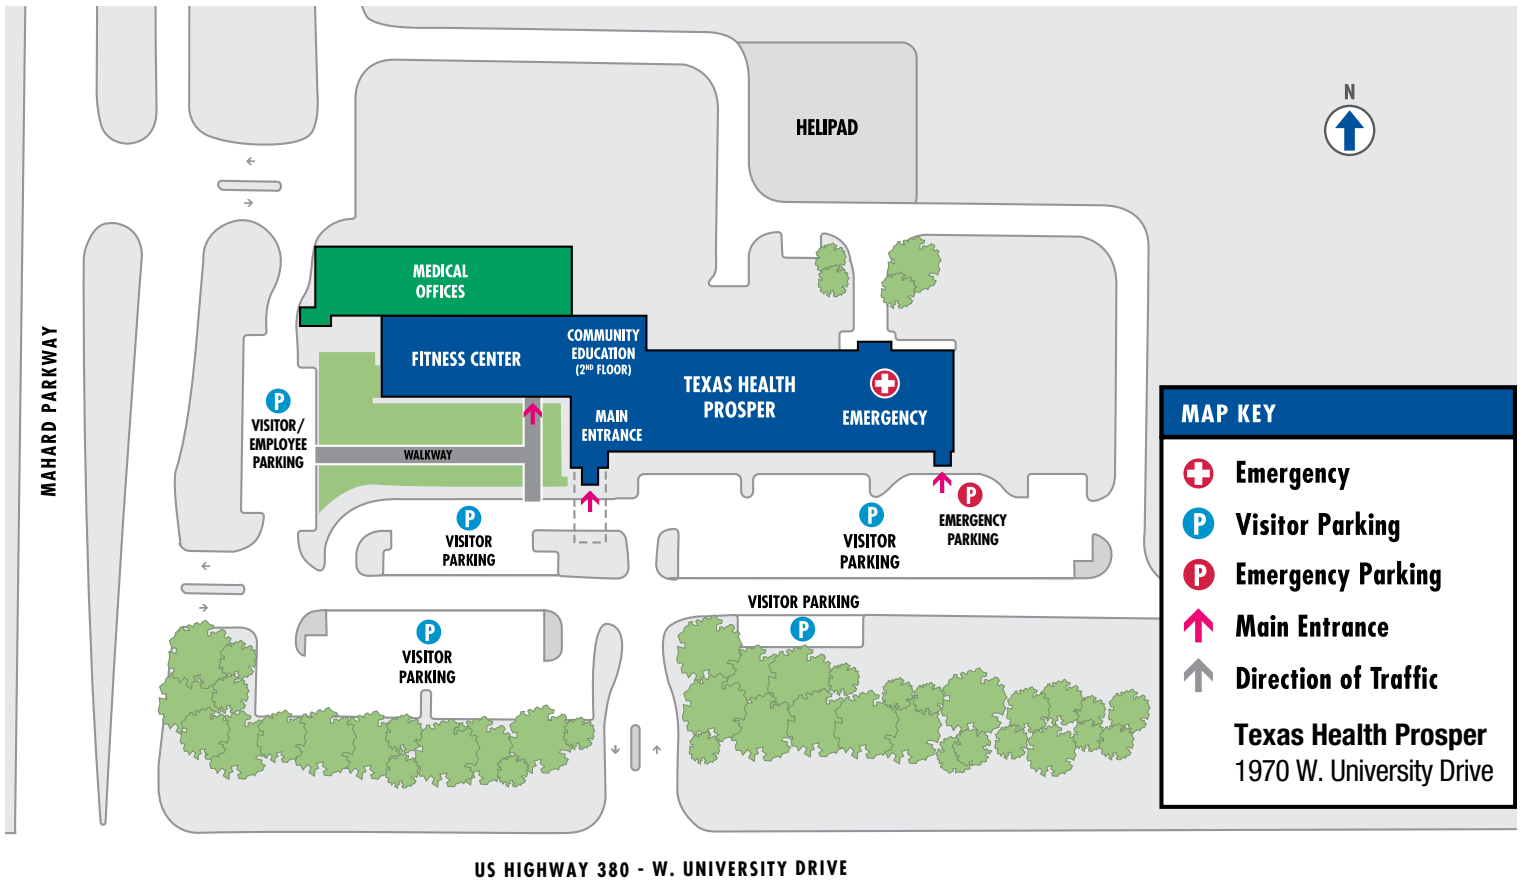 N
HELIPAD
MEDICAL
OFFICES
FITNESS CENTER
COMMUNITY
EDUCATION
(2ND FLOOR)
TEXAS HEALTH
PROSPER
EMERGENCY
MAIN
ENTRANCE
MAHARD PARKWAY
P
VISITOR/
EMPLOYEE
PARKING
WALKWAY
P
VISITOR
PARKING
P
VISITOR
PARKING
P
EMERGENCY
PARKING
VISITOR PARKING
P
P
VISITOR
PARKING
MAP KEY
Emergency
P Visitor Parking
P Emergency Parking
Main Entrance
Direction of Traffic
Texas Health Prosper
1970 W. University Drive
US HIGHWAY 380 - W. UNIVERSITY DRIVE